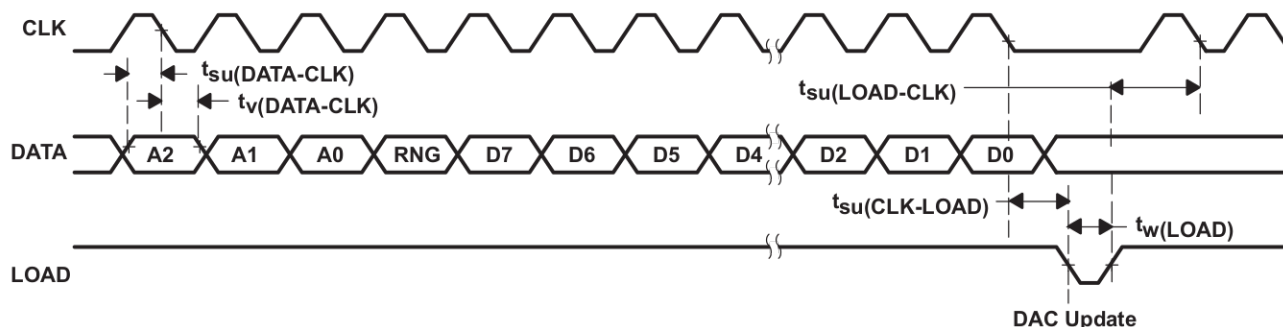 CLK
tsu(DATA-CLK)
tv(DATA-CLK)
tsu(LOAD-CLK)
DATA A2 A1 A0 RNG D7 D6 D5 D4 D2 D1 D0
tsu(CLK-LOAD)
tw(LOAD)
LOAD
DAC Update